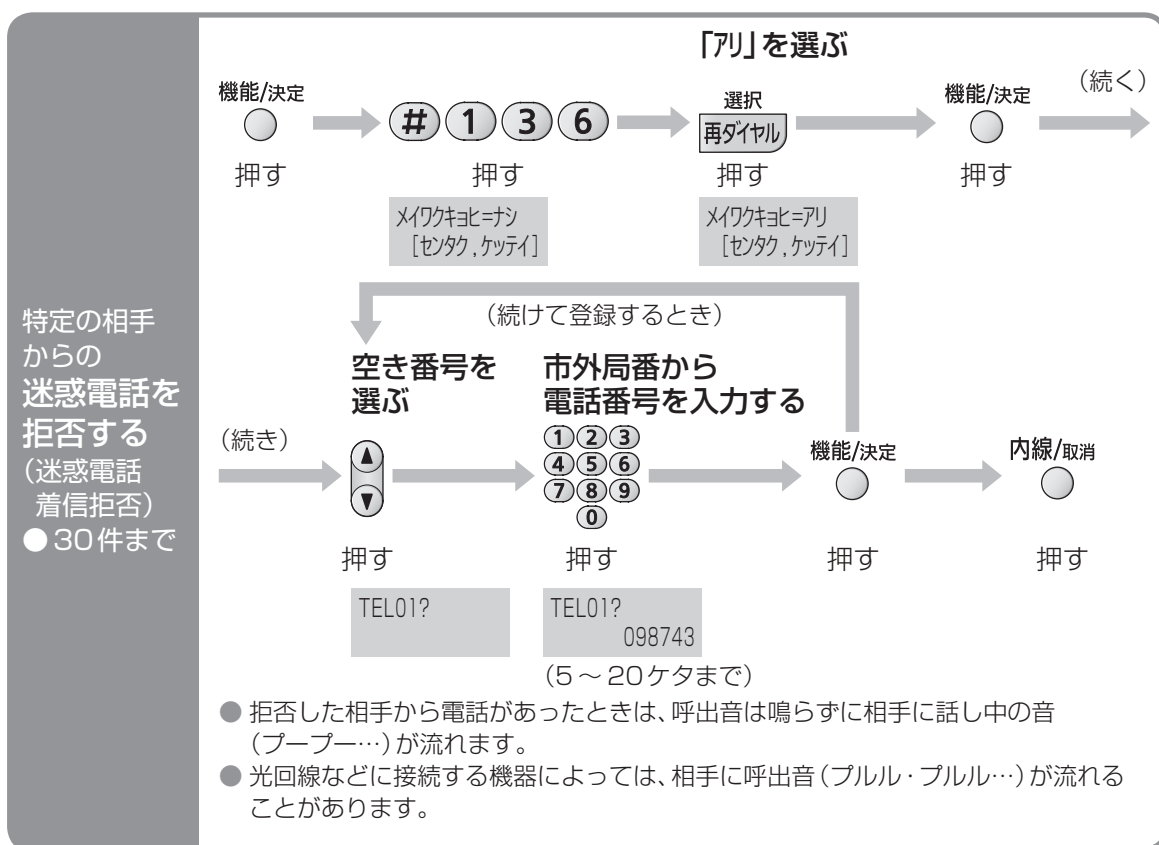 特定の相手
からの
迷惑電話を
拒否する
(迷惑電話
着信拒否)
●30件まで
「アリ」を選ぶ
機能/決定
押す
#136
押す
メイワクキョヒ=ナシ
[センタク,ケッテイ]
選択
再ダイヤル
押す
メイワクキョヒ=アリ
[センタク,ケッテイ]
機能/決定
押す
(続く)
(続けて登録するとき)
(続き)
空き番号を
選ぶ
▲
▼
押す
TEL01?
市外局番から
電話番号を入力する
1 2 3
4 5 6
7 8 9
0
押す
TEL01?
098743
(5~20ケタまで)
機能/決定
押す
内線/取消
押す
● 拒否した相手から電話があったときは、呼出音は鳴らずに相手に話し中の音
(プープー…)が流れます。
● 光回線などに接続する機器によっては、相手に呼出音(プルル・プルル…)が流れる
ことがあります。